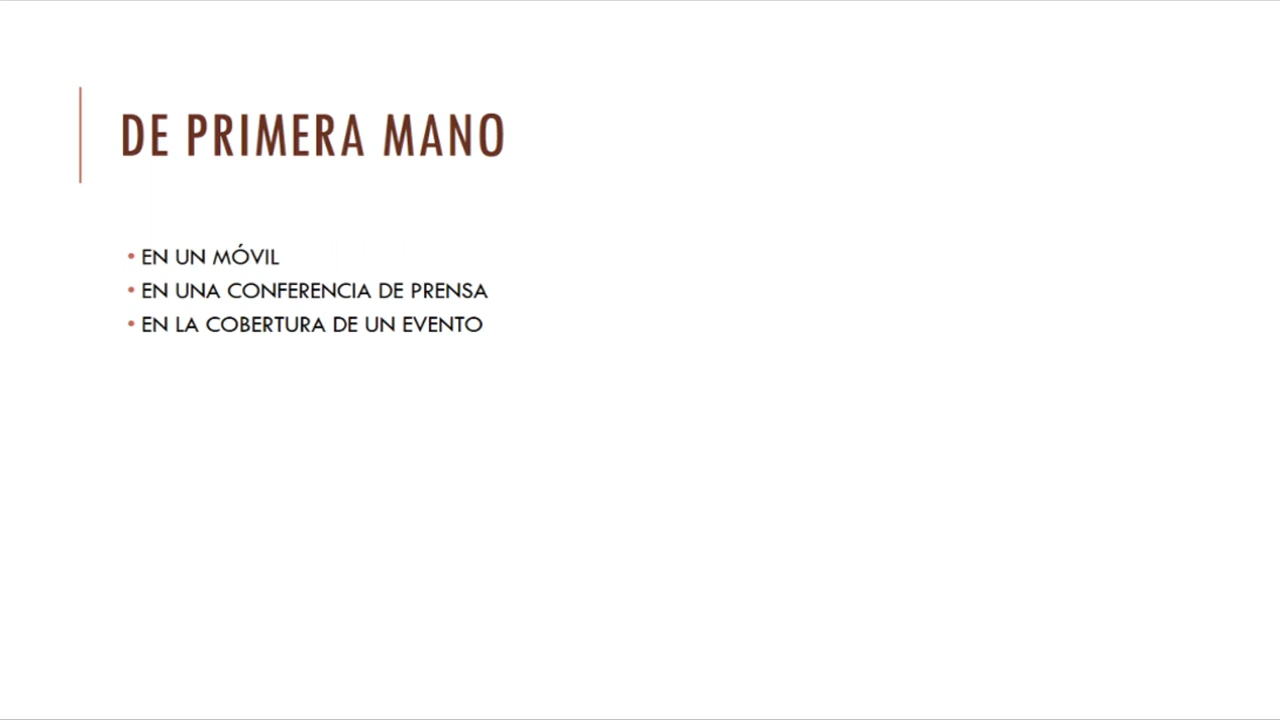 DE PRIMERA MANO
• EN UN MÓVIL
• EN UNA CONFERENCIA DE PRENSA
• EN LA COBERTURA DE UN EVENTO